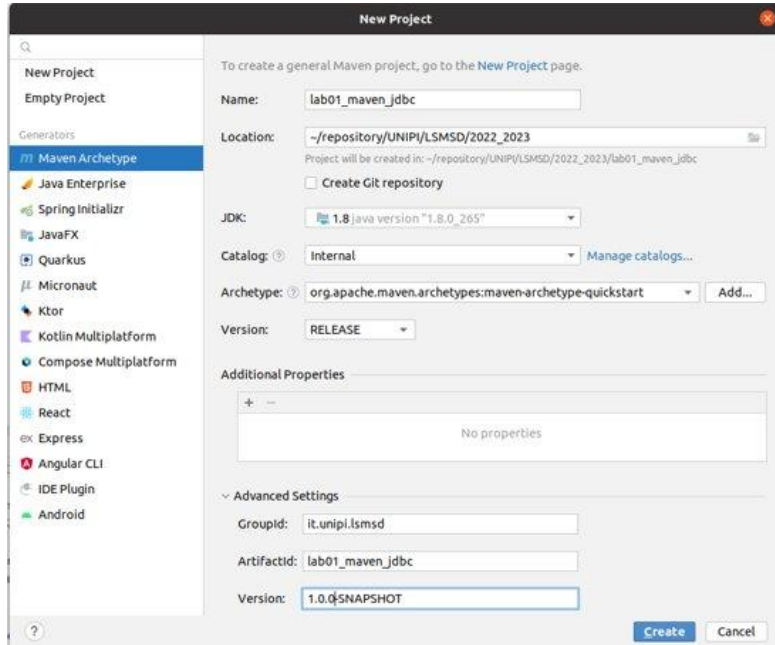 New Project
New Project
Empty Project
Generators
Maven Archetype
Java Enterprise
Spring Initializr
JavaFX
Quarkus
Micronaut
Ktor
Kotlin Multiplatform
Compose Multiplatform
HTML
React
ex Express
Angular CLI
IDE Plugin
Android
To create a general Maven project, go to the New Project page.
Name: lab01_maven_jdbc
Location: ~/repository/UNIPI/LSMSD/2022_2023
Project will be created in: ~/repository/UNIPI/LSMSD/2022_2023/lab01_maven_jdbc
Create Git repository
JDK: 1.8 java version "1.8.0_265"
Catalog: ? Internal Manage catalogs...
Archetype: ? org.apache.maven.archetypes:maven-archetype-quickstart Add...
Version: RELEASE
Additional Properties
+ −
No properties
Advanced Settings
GroupId: it.unipi.lsmsd
ArtifactId: lab01_maven_jdbc
Version: 1.0.0-SNAPSHOT
? Create Cancel